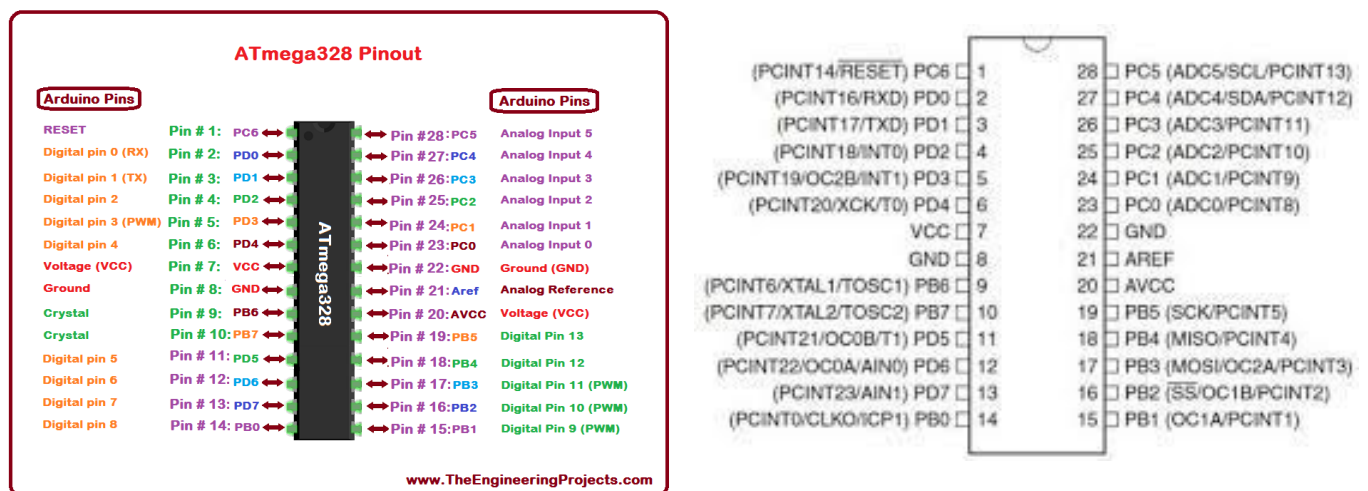 ATmega328 Pinout
Arduino Pins
Arduino Pins
RESET Pin # 1: PC6
Digital pin 0 (RX) Pin # 2: PD0
Digital pin 1 (TX) Pin # 3: PD1
Digital pin 2 Pin # 4: PD2
Digital pin 3 (PWM) Pin # 5: PD3
Digital pin 4 Pin # 6: PD4
Voltage (VCC) Pin # 7: VCC
Ground Pin # 8: GND
Crystal Pin # 9: PB6
Crystal Pin # 10: PB7
Digital pin 5 Pin # 11: PD5
Digital pin 6 Pin # 12: PD6
Digital pin 7 Pin # 13: PD7
Digital pin 8 Pin # 14: PB0
ATmega328
Pin #28: PC5 Analog Input 5
Pin #27: PC4 Analog Input 4
Pin #26: PC3 Analog Input 3
Pin #25: PC2 Analog Input 2
Pin #24: PC1 Analog Input 1
Pin #23: PC0 Analog Input 0
Pin #22: GND Ground (GND)
Pin #21: Aref Analog Reference
Pin #20: AVCC Voltage (VCC)
Pin #19: PB5 Digital Pin 13
Pin #18: PB4 Digital Pin 12
Pin #17: PB3 Digital Pin 11 (PWM)
Pin #16: PB2 Digital Pin 10 (PWM)
Pin #15: PB1 Digital Pin 9 (PWM)
www.TheEngineeringProjects.com
(PCINT14/RESET) PC6 1
(PCINT16/RXD) PD0 2
(PCINT17/TXD) PD1 3
(PCINT18/INT0) PD2 4
(PCINT19/OC2B/INT1) PD3 5
(PCINT20/XCK/T0) PD4 6
VCC 7
GND 8
(PCINT6/XTAL1/TOSC1) PB6 9
(PCINT7/XTAL2/TOSC2) PB7 10
(PCINT21/OC0B/T1) PD5 11
(PCINT22/OC0A/AIN0) PD6 12
(PCINT23/AIN1) PD7 13
(PCINT0/CLKO/ICP1) PB0 14
28 PC5 (ADC5/SCL/PCINT13)
27 PC4 (ADC4/SDA/PCINT12)
26 PC3 (ADC3/PCINT11)
25 PC2 (ADC2/PCINT10)
24 PC1 (ADC1/PCINT9)
23 PC0 (ADC0/PCINT8)
22 GND
21 AREF
20 AVCC
19 PB5 (SCK/PCINT5)
18 PB4 (MISO/PCINT4)
17 PB3 (MOSI/OC2A/PCINT3)
16 PB2 (SS/OC1B/PCINT2)
15 PB1 (OC1A/PCINT1)